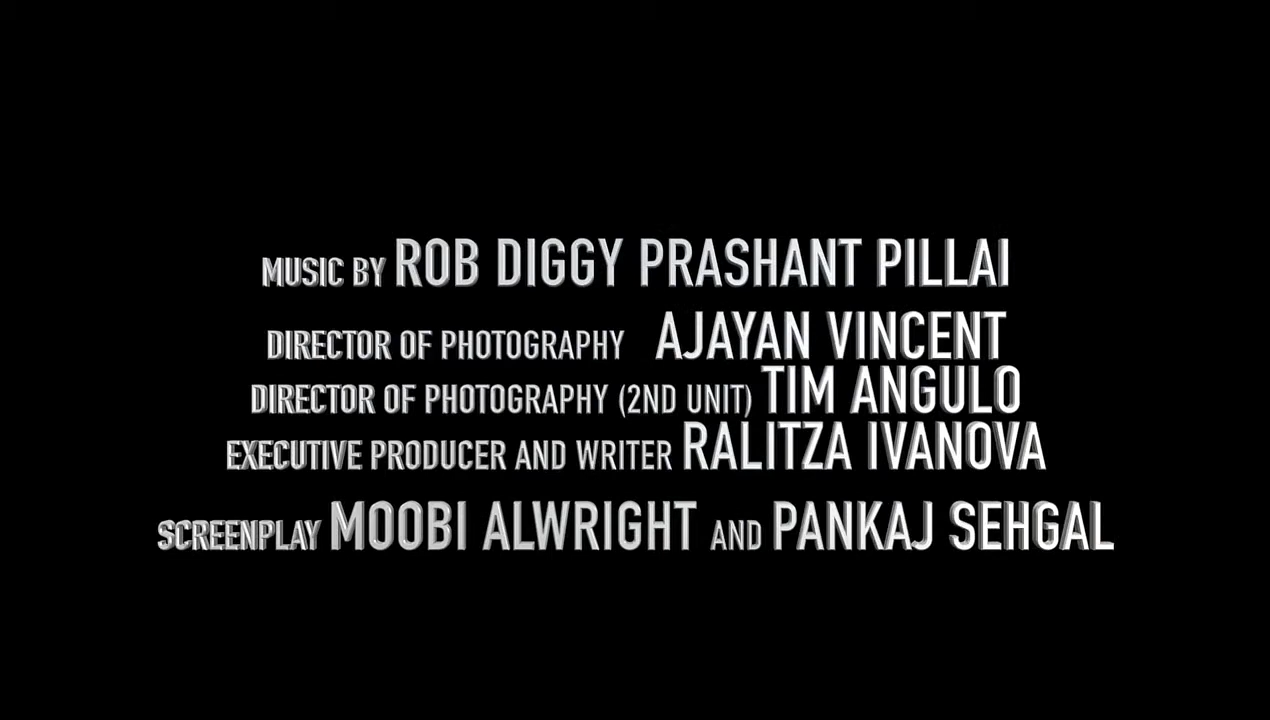 MUSIC BY ROB DIGGY PRASHANT PILLAI
DIRECTOR OF PHOTOGRAPHY AJAYAN VINCENT
DIRECTOR OF PHOTOGRAPHY (2ND UNIT) TIM ANGULO
EXECUTIVE PRODUCER AND WRITER RALITZA IVANOVA
SCREENPLAY MOOBI ALWRIGHT AND PANKAJ SEHGAL